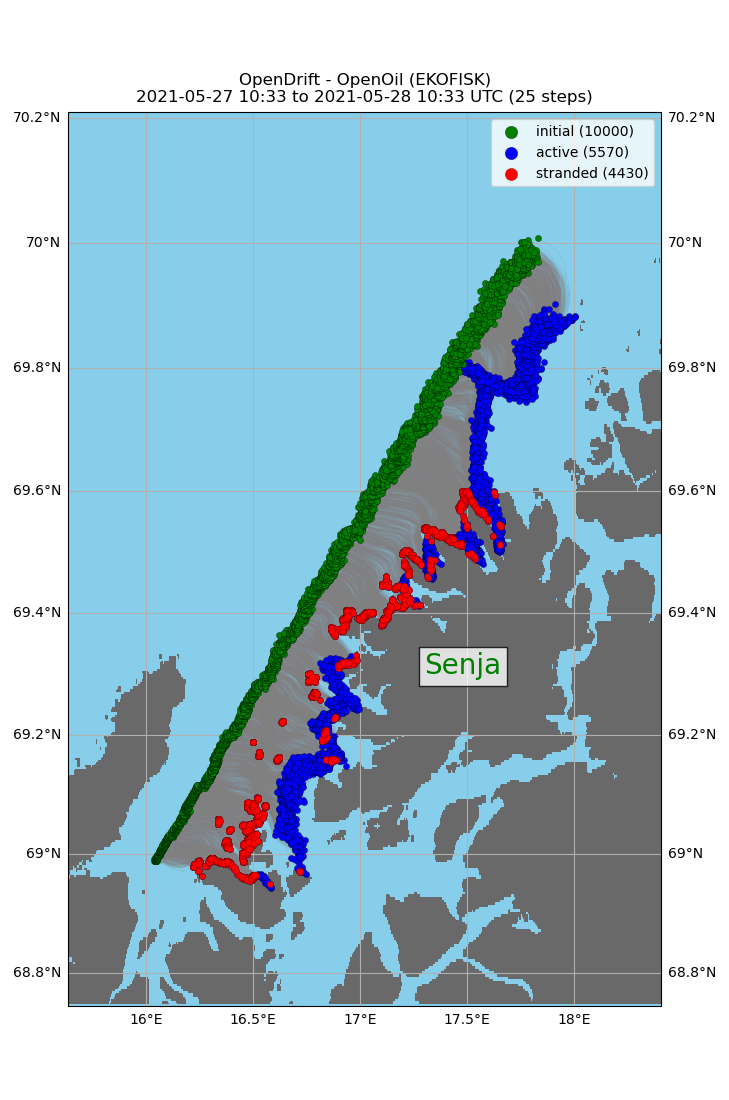 OpenDrift - OpenOil (EKOFISK)
2021-05-27 10:33 to 2021-05-28 10:33 UTC (25 steps)
70.2°N
70.2°N
initial (10000)
active (5570)
stranded (4430)
70°N
70°N
69.8°N
69.8°N
69.6°N
69.6°N
69.4°N
69.4°N
Senja
69.2°N
69.2°N
69°N
69°N
68.8°N
68.8°N
16°E
16.5°E
17°E
17.5°E
18°E